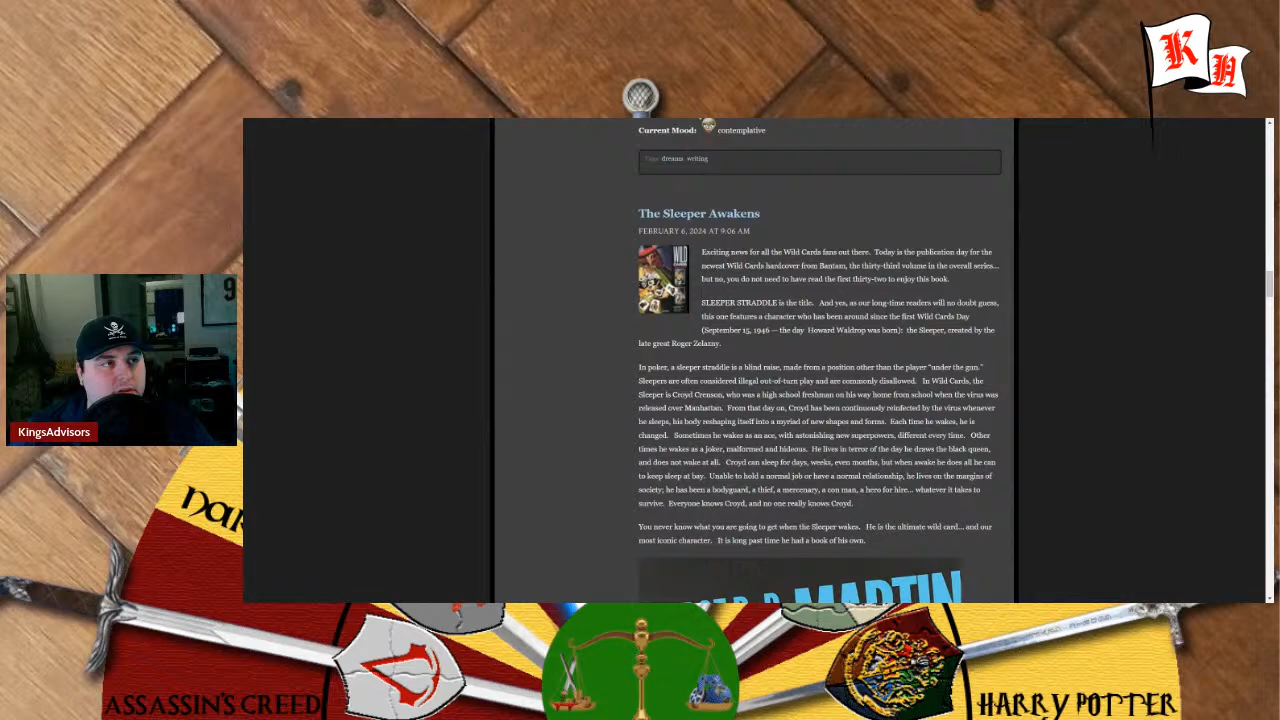 K H
Current Mood: contemplative
Tags: dreams, writing
The Sleeper Awakens
FEBRUARY 6, 2024 AT 9:06 AM
WILD
Exciting news for all the Wild Cards fans out there. Today is the publication day for the
newest Wild Cards hardcover from Bantam, the thirty-third volume in the overall series...
but no, you do not need to have read the first thirty-two to enjoy this book.
SLEEPER STRADDLE is the title. And yes, as our long-time readers will no doubt guess,
this one features a character who has been around since the first Wild Cards Day
(September 15, 1946 — the day Howard Waldrop was born): the Sleeper, created by the
late great Roger Zelazny.
In poker, a sleeper straddle is a blind raise, made from a position other than the player “under the gun.”
Sleepers are often considered illegal out-of-turn play and are commonly disallowed. In Wild Cards, the
Sleeper is Croyd Crenson, who was a high school freshman on his way home from school when the virus was
released over Manhattan. From that day on, Croyd has been continuously reinfected by the virus whenever
he sleeps, his body reshaping itself into a myriad of new shapes and forms. Each time he wakes, he is
changed. Sometimes he wakes as an ace, with astonishing new superpowers, different every time. Other
times he wakes as a joker, malformed and hideous. He lives in terror of the day he draws the black queen,
and does not wake at all. Croyd can sleep for days, weeks, even months, but when awake he does all he can
to keep sleep at bay. Unable to hold a normal job or have a normal relationship, he lives on the margins of
society; he has been a bodyguard, a thief, a mercenary, a con man, a hero for hire... whatever it takes to
survive. Everyone knows Croyd, and no one really knows Croyd.
You never know what you are going to get when the Sleeper wakes. He is the ultimate wild card... and our
most iconic character. It is long past time he had a book of his own.
MARTIN
9
KingsAdvisors
NAR
ASSASSIN'S CREED
HARRY POTTER